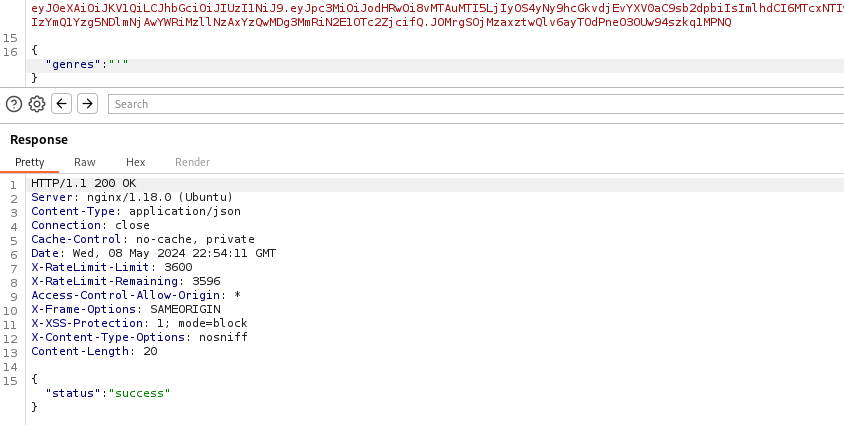 eyJ0eXAiOiJKV1QiLCJhbGciOiJIUzI1NiJ9.eyJpc3MiOiJodHRwOi8vMTAuMTI5LjIyOS4yNy9hcGkvdjEvYXV0aC9sb2dpbiIsImlhdCI6MTcxNTIy
IzYmQ1Yzg5NDlmNjAwYWRiMzllNzAxYzQwMDg3MmRiN2E1OTc2ZjcifQ.JOMrgSOjMzaxztwQlv6ayTOdPneO3OUw94szkq1MPNQ
15
16 {
"genres":"'"
}
Search
Response
Pretty Raw Hex Render
1 HTTP/1.1 200 OK
2 Server: nginx/1.18.0 (Ubuntu)
3 Content-Type: application/json
4 Connection: close
5 Cache-Control: no-cache, private
6 Date: Wed, 08 May 2024 22:54:11 GMT
7 X-RateLimit-Limit: 3600
8 X-RateLimit-Remaining: 3596
9 Access-Control-Allow-Origin: *
10 X-Frame-Options: SAMEORIGIN
11 X-XSS-Protection: 1; mode=block
12 X-Content-Type-Options: nosniff
13 Content-Length: 20
14
15 {
"status":"success"
}